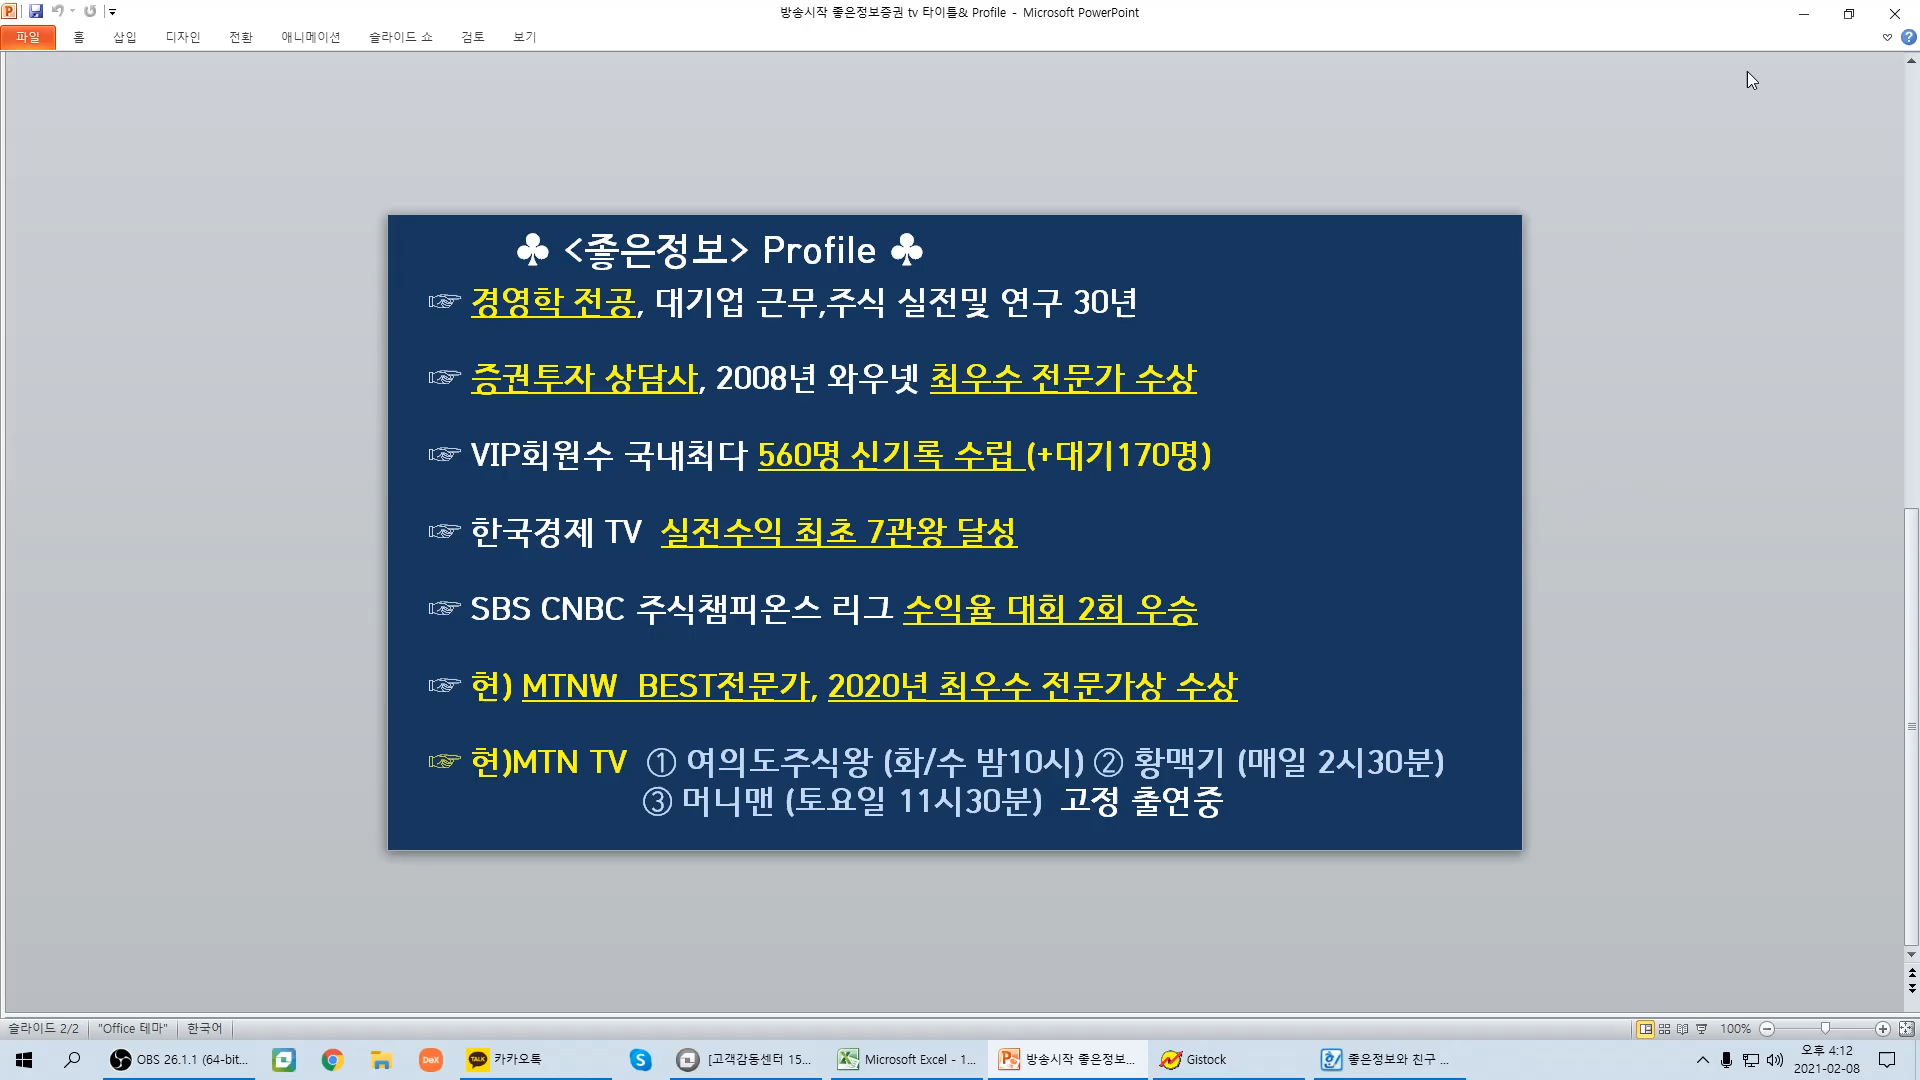 방송시작 좋은정보증권 tv 타이틀& Profile - Microsoft PowerPoint
파일 홈 삽입 디자인 전환 애니메이션 슬라이드 쇼 검토 보기
♣ <좋은정보> Profile ♣
☞ 경영학 전공, 대기업 근무,주식 실전및 연구 30년
☞ 증권투자 상담사, 2008년 와우넷 최우수 전문가 수상
☞ VIP회원수 국내최다 560명 신기록 수립 (+대기170명)
☞ 한국경제 TV 실전수익 최초 7관왕 달성
☞ SBS CNBC 주식챔피온스 리그 수익율 대회 2회 우승
☞ 현) MTNW BEST전문가, 2020년 최우수 전문가상 수상
☞ 현)MTN TV ① 여의도주식왕 (화/수 밤10시) ② 황맥기 (매일 2시30분)
③ 머니맨 (토요일 11시30분) 고정 출연중
슬라이드 2/2 "Office 테마" 한국어 100%
OBS 26.1.1 (64-bit... DeX TALK 카카오톡 [고객감동센터 15... Microsoft Excel - 1... 방송시작 좋은정보... Gistock 좋은정보와 친구 ... 오후 4:12
2021-02-08